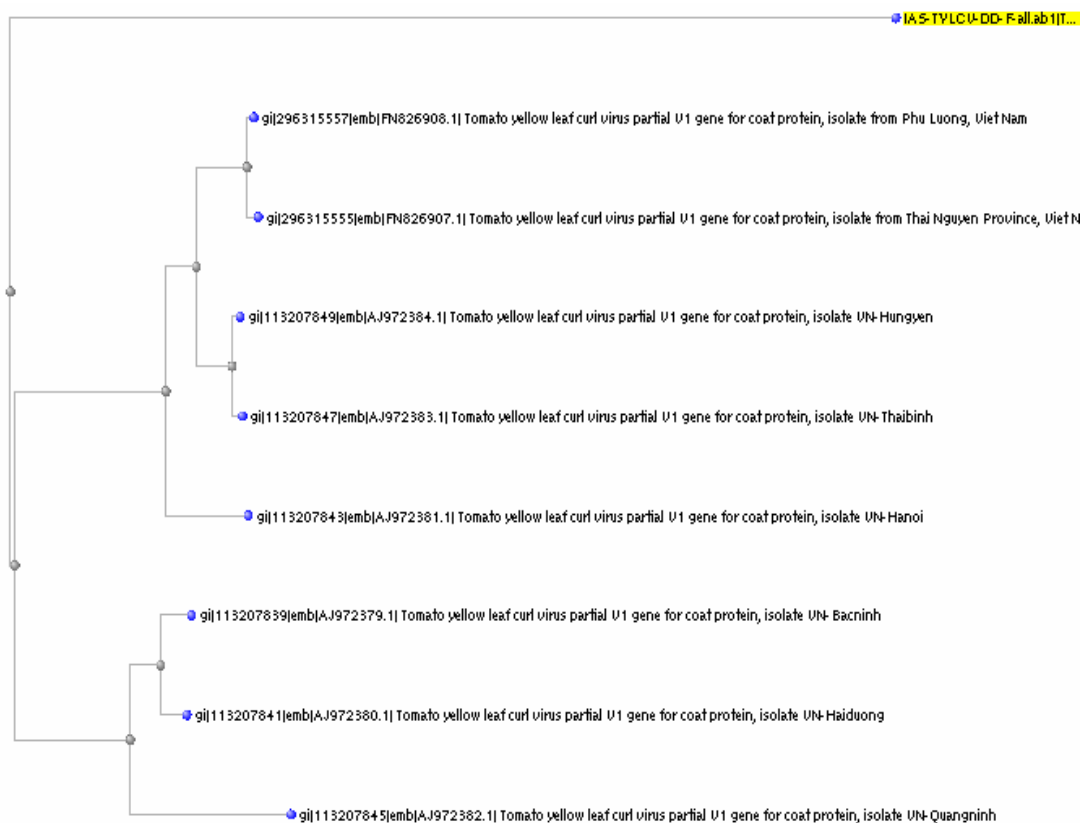 IAS-TYLCV-DD-F-all.ab1|T...
gi|296315557|emb|FN826908.1| Tomato yellow leaf curl virus partial V1 gene for coat protein, isolate from Phu Luong, Viet Nam
gi|296315555|emb|FN826907.1| Tomato yellow leaf curl virus partial V1 gene for coat protein, isolate from Thai Nguyen Province, Viet N
gi|113207849|emb|AJ972384.1| Tomato yellow leaf curl virus partial V1 gene for coat protein, isolate VN-Hungyen
gi|113207847|emb|AJ972383.1| Tomato yellow leaf curl virus partial V1 gene for coat protein, isolate VN-Thaibinh
gi|113207843|emb|AJ972381.1| Tomato yellow leaf curl virus partial V1 gene for coat protein, isolate VN-Hanoi
gi|113207839|emb|AJ972379.1| Tomato yellow leaf curl virus partial V1 gene for coat protein, isolate VN-Bacninh
gi|113207841|emb|AJ972380.1| Tomato yellow leaf curl virus partial V1 gene for coat protein, isolate VN-Haiduong
gi|113207845|emb|AJ972382.1| Tomato yellow leaf curl virus partial V1 gene for coat protein, isolate VN-Quangninh